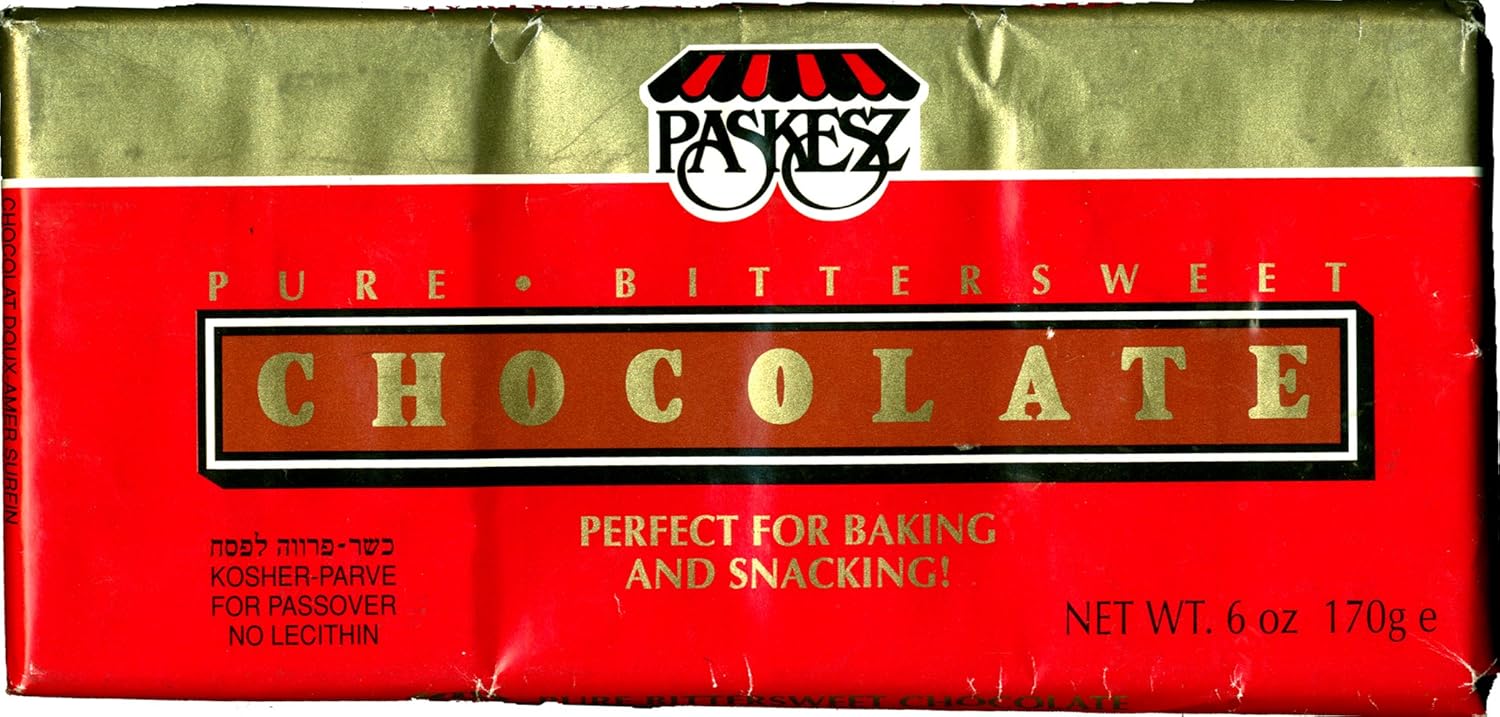 PASKESZ
PURE • BITTERSWEET
CHOCOLATE
PERFECT FOR BAKING
AND SNACKING!
כשר-פרווה לפסח
KOSHER-PARVE
FOR PASSOVER
NO LECITHIN
NET WT. 6 oz 170g e
CHOCOLAT DOUX-AMER
PURE BITTERSWEET CHOCOLATE